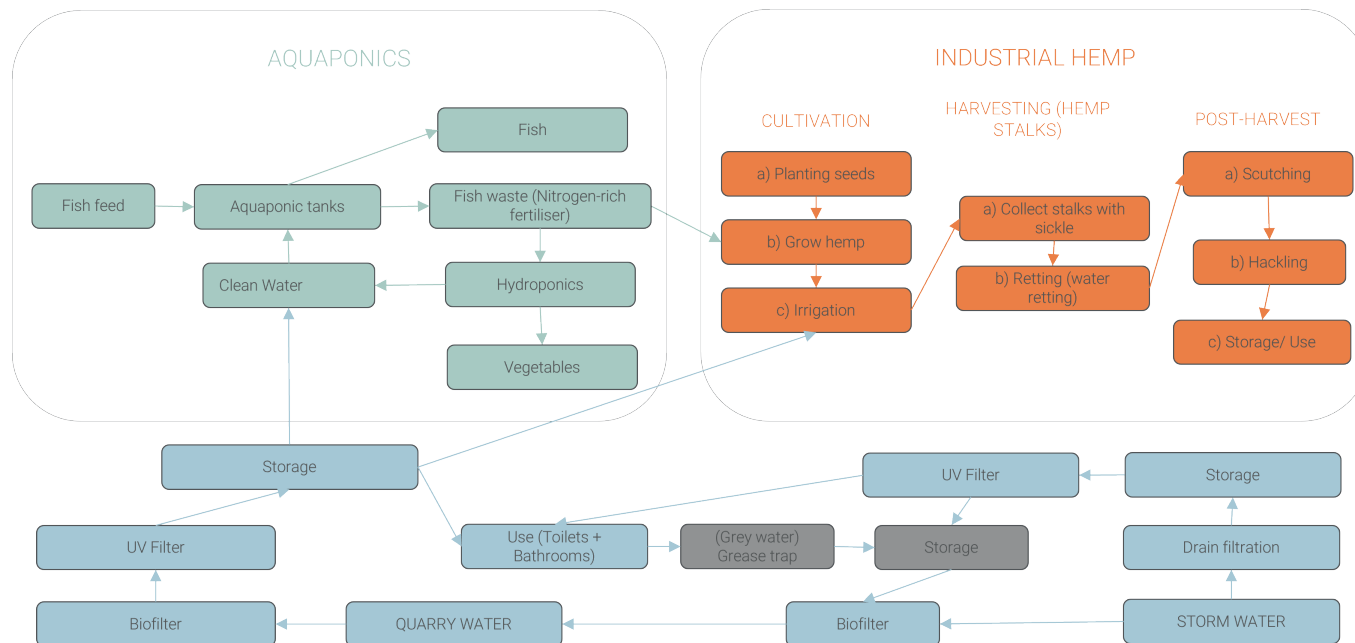 AQUAPONICS
Fish
Fish feed
Aquaponic tanks
Fish waste (Nitrogen-rich
fertiliser)
Clean Water
Hydroponics
Vegetables
INDUSTRIAL HEMP
CULTIVATION
HARVESTING (HEMP
STALKS)
POST-HARVEST
a) Planting seeds
b) Grow hemp
c) Irrigation
a) Collect stalks with
sickle
b) Retting (water
retting)
a) Scutching
b) Hackling
c) Storage/ Use
Storage
UV Filter
Storage
UV Filter
Use (Toilets +
Bathrooms)
(Grey water)
Grease trap
Storage
Drain filtration
Biofilter
QUARRY WATER
Biofilter
STORM WATER